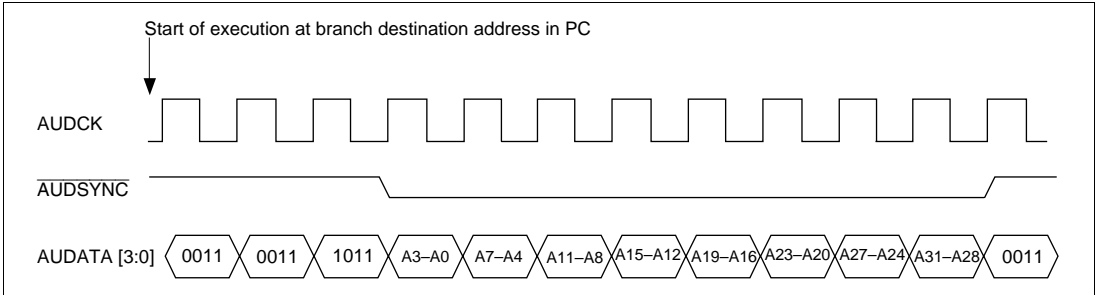 Start of execution at branch destination address in PC
AUDCK
AUDSYNC
AUDATA [3:0] 0011 0011 1011 A3–A0 A7–A4 A11–A8 A15–A12 A19–A16 A23–A20 A27–A24 A31–A28 0011